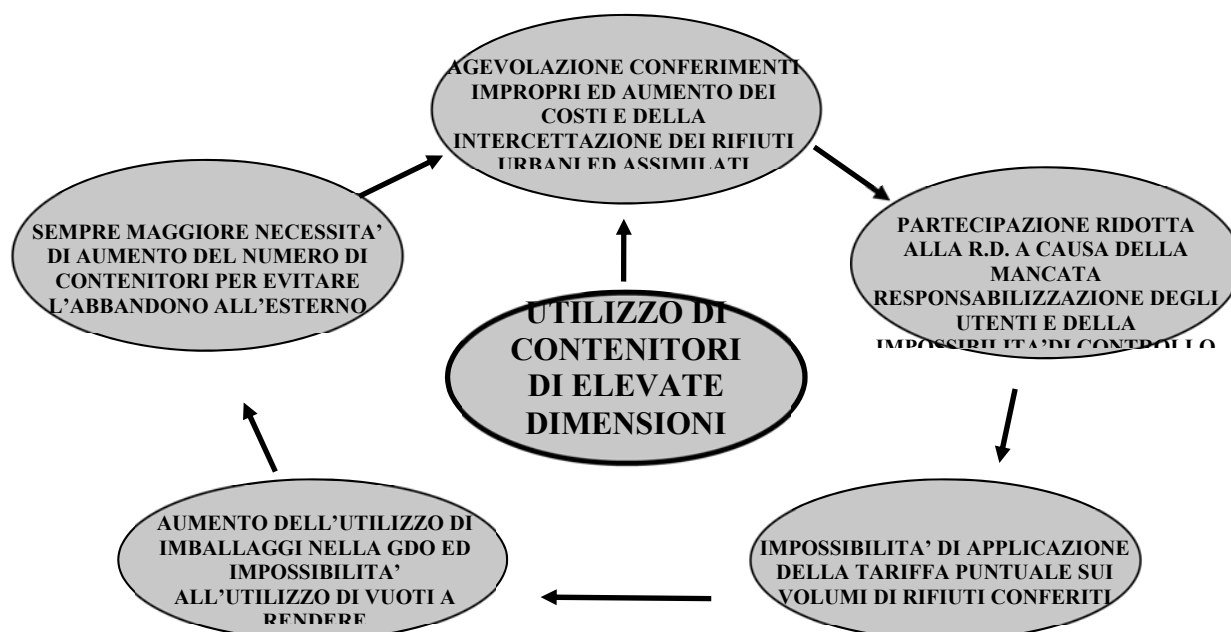 AGEVOLAZIONE CONFERIMENTI
IMPROPRI ED AUMENTO DEI
COSTI E DELLA
INTERCETTAZIONE DEI RIFIUTI
URBANI ED ASSIMILATI
PARTECIPAZIONE RIDOTTA
ALLA R.D. A CAUSA DELLA
MANCATA
RESPONSABILIZZAZIONE DEGLI
UTENTI E DELLA
IMPOSSIBILITA'DI CONTROLLO
SEMPRE MAGGIORE NECESSITA'
DI AUMENTO DEL NUMERO DI
CONTENITORI PER EVITARE
L'ABBANDONO ALL'ESTERNO
UTILIZZO DI
CONTENITORI
DI ELEVATE
DIMENSIONI
AUMENTO DELL'UTILIZZO DI
IMBALLAGGI NELLA GDO ED
IMPOSSIBILITA'
ALL'UTILIZZO DI VUOTI A
RENDERE
IMPOSSIBILITA' DI APPLICAZIONE
DELLA TARIFFA PUNTUALE SUI
VOLUMI DI RIFIUTI CONFERITI